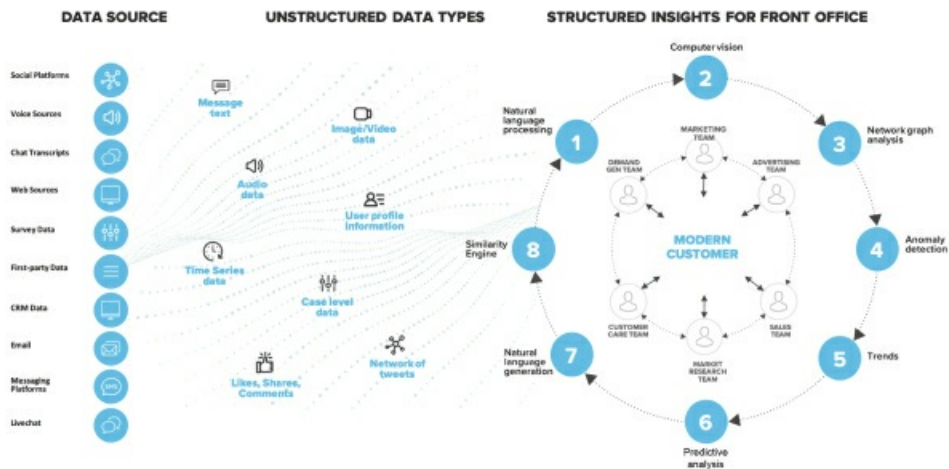 DATA SOURCE
UNSTRUCTURED DATA TYPES
STRUCTURED INSIGHTS FOR FRONT OFFICE
Social Platforms
Voice Sources
Chat Transcripts
Web Sources
Survey Data
First-party Data
CRM Data
Email
Messaging
Platforms
SMS
Livechat
Message
text
Image/Video
data
Audio
data
User profile
information
Time Series
data
Case level
data
Network of
tweets
Likes, Shares,
Comments
1
Natural
language
processing
2
Computer vision
3
Network graph
analysis
4
Anomaly
detection
5
Trends
6
Predictive
analysis
7
Natural
language
generation
8
Similarity
Engine
MARKETING
TEAM
ADVERTISING
TEAM
SALES
TEAM
MARKET
RESEARCH
TEAM
CUSTOMER
CARE TEAM
DEMAND
GEN TEAM
MODERN
CUSTOMER